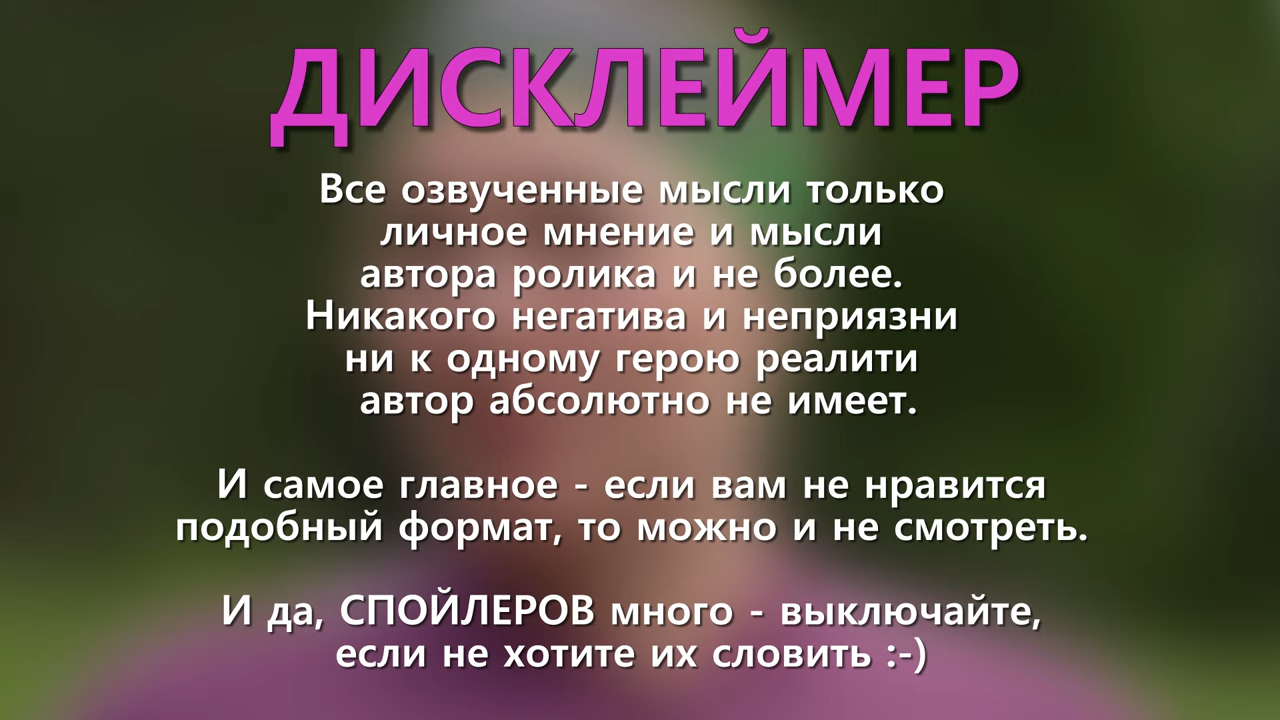 ДИСКЛЕЙМЕР
Все озвученные мысли только
личное мнение и мысли
автора ролика и не более.
Никакого негатива и неприязни
ни к одному герою реалити
автор абсолютно не имеет.
И самое главное - если вам не нравится
подобный формат, то можно и не смотреть.
И да, СПОЙЛЕРОВ много - выключайте,
если не хотите их словить :-)